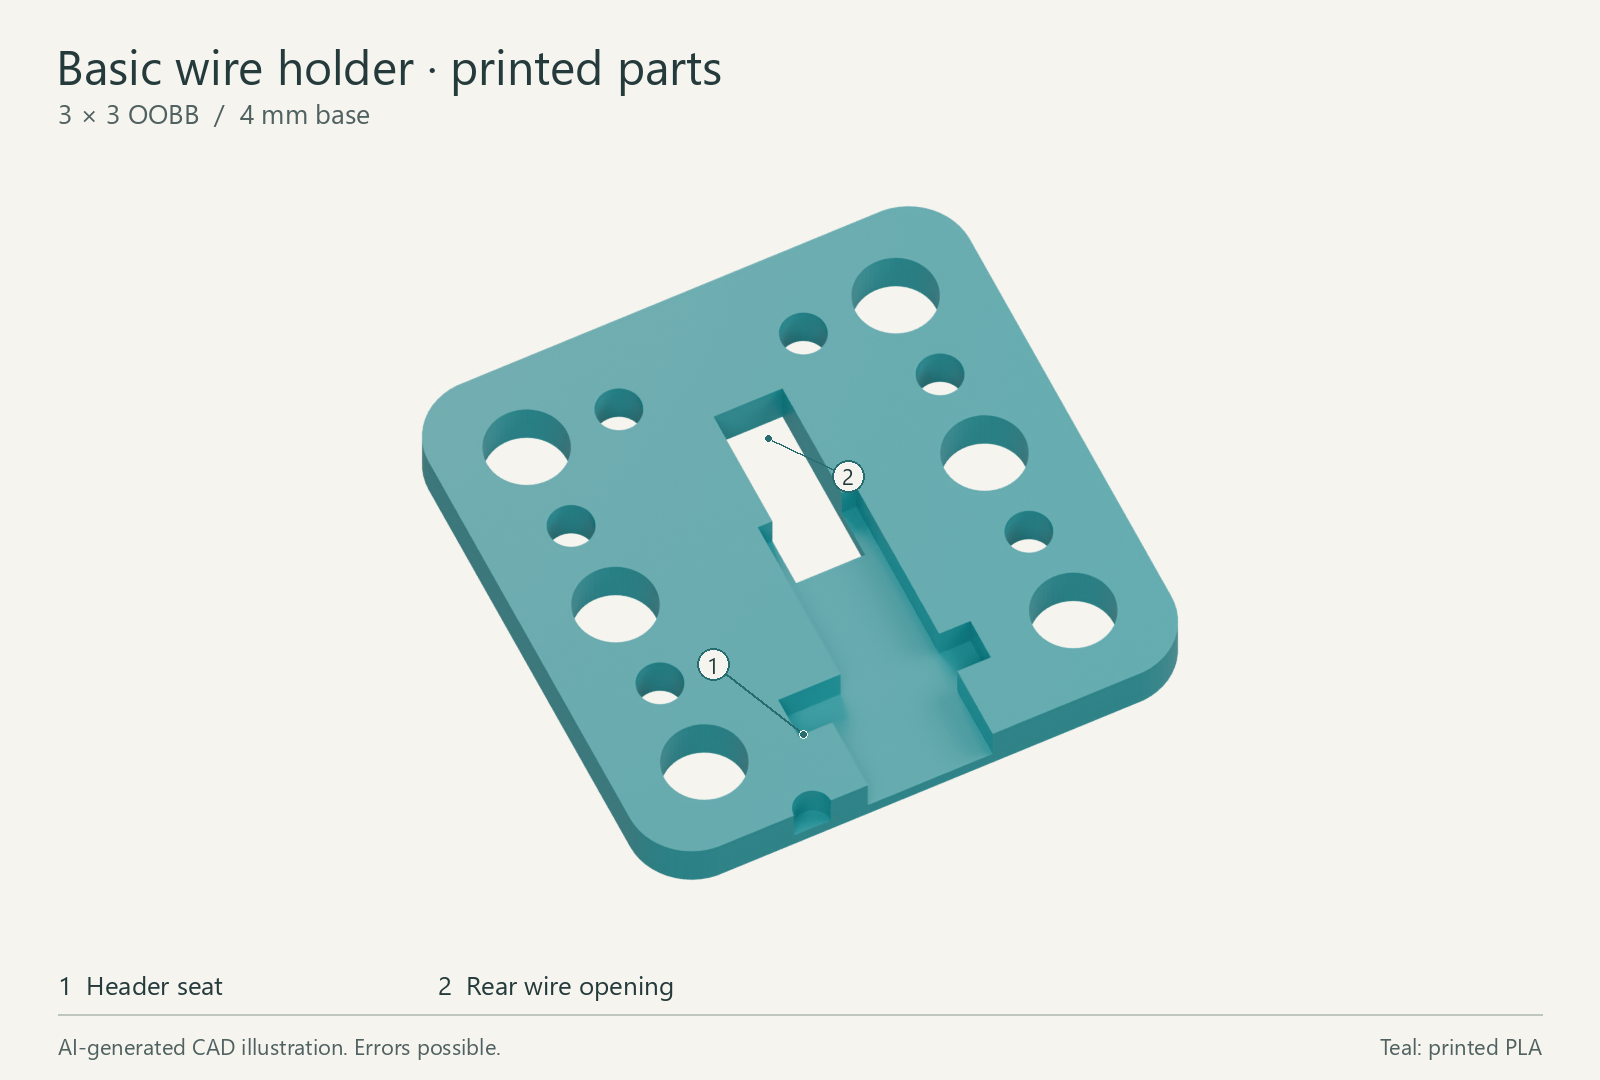 Basic wire holder · printed parts
3 × 3 OOBB / 4 mm base
2
1
1 Header seat
2 Rear wire opening
AI-generated CAD illustration. Errors possible.
Teal: printed PLA